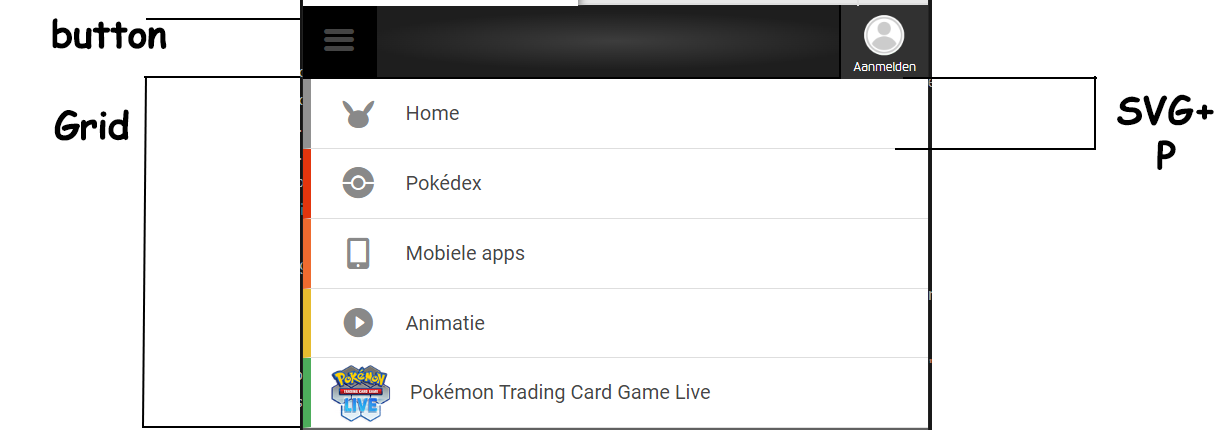 button
Aanmelden
Grid
Home
SVG+
P
Pokédex
Mobiele apps
Animatie
POKéMON
TRADING CARD GAME
LIVE
Pokémon Trading Card Game Live